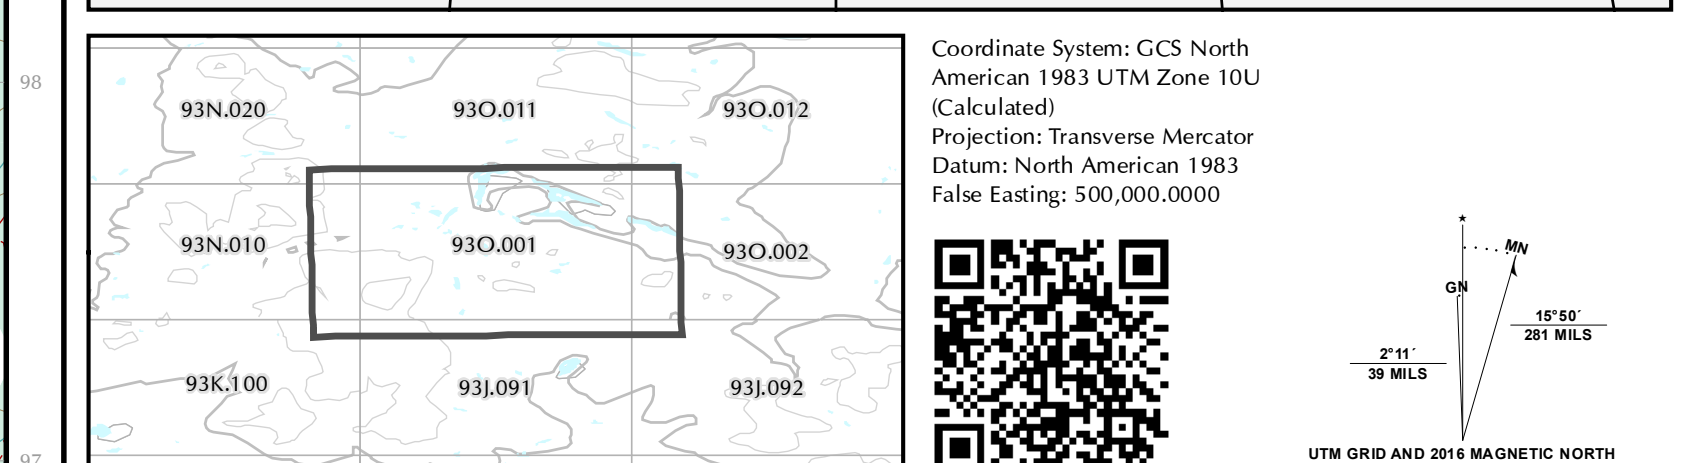 98
93N.020
93O.011
93O.012
93N.010
93O.001
93O.002
93K.100
93J.091
93J.092
97
Coordinate System: GCS North
American 1983 UTM Zone 10U
(Calculated)
Projection: Transverse Mercator
Datum: North American 1983
False Easting: 500,000.0000
MN
GN
15°50´
281 MILS
2°11´
39 MILS
UTM GRID AND 2016 MAGNETIC NORTH